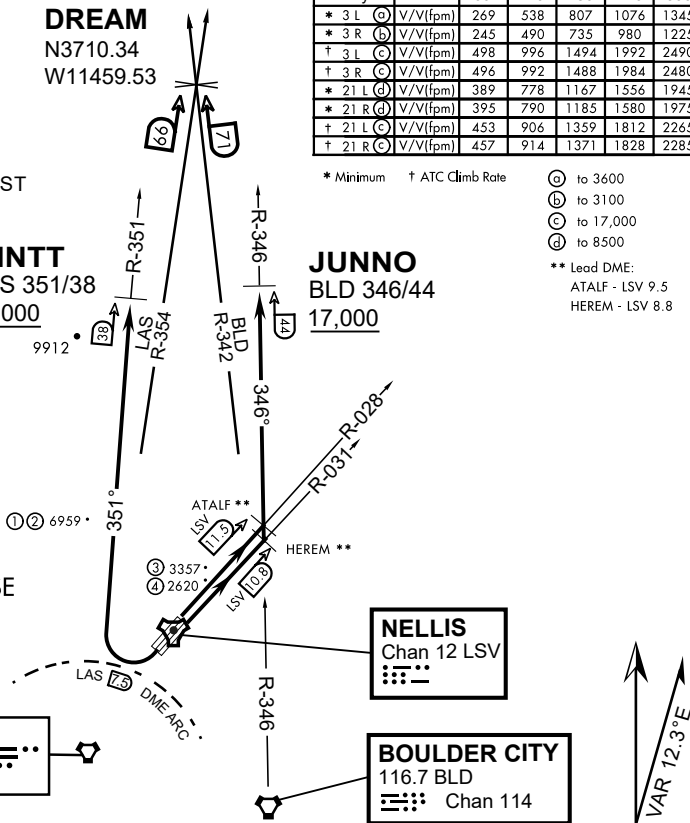 DREAM
N3710.34
W11459.53
* 3 L ⓐ V/V(fpm) 269 538 807 1076 1345
* 3 R ⓑ V/V(fpm) 245 490 735 980 1225
† 3 L ⓒ V/V(fpm) 498 996 1494 1992 2490
† 3 R ⓒ V/V(fpm) 496 992 1488 1984 2480
* 21 L ⓓ V/V(fpm) 389 778 1167 1556 1945
* 21 R ⓓ V/V(fpm) 395 790 1185 1580 1975
† 21 L ⓒ V/V(fpm) 453 906 1359 1812 2265
† 21 R ⓒ V/V(fpm) 457 914 1371 1828 2285
* Minimum † ATC Climb Rate
ⓐ to 3600
ⓑ to 3100
ⓒ to 17,000
ⓓ to 8500
** Lead DME:
ATALF - LSV 9.5
HEREM - LSV 8.8
66
71
ST
R-351
R-346
INTT
S 351/38
000
JUNNO
BLD 346/44
17,000
38
44
9912
LAS
R-354
BLD
R-342
346°
351°
R-028
R-031
ATALF **
LSV
11.5
HEREM **
LSV
10.8
① ② 6959
③ 3357
④ 2620
SE
NELLIS
Chan 12 LSV
LAS 7.5 DME ARC
R-346
BOULDER CITY
116.7 BLD
Chan 114
VAR 12.3°E